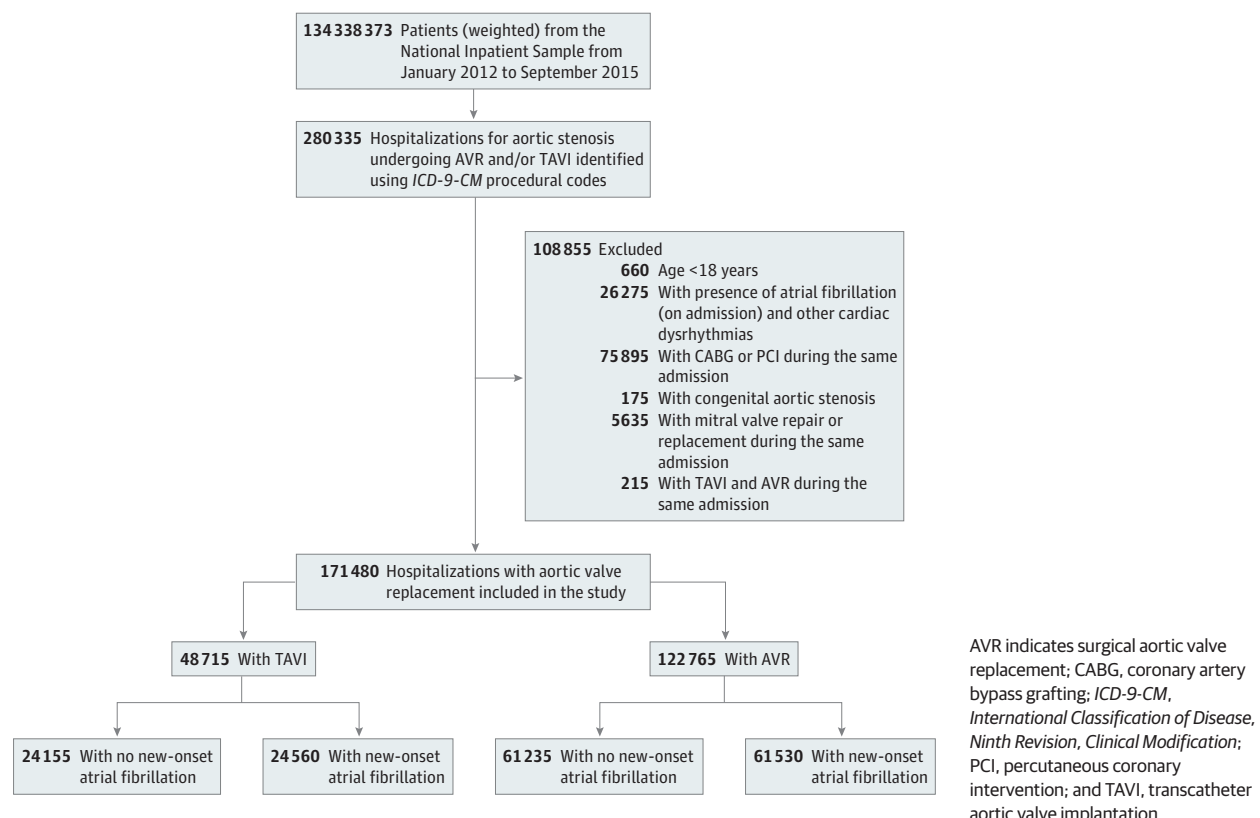 134 338 373 Patients (weighted) from the
National Inpatient Sample from
January 2012 to September 2015
280 335 Hospitalizations for aortic stenosis
undergoing AVR and/or TAVI identified
using ICD-9-CM procedural codes
108 855 Excluded
660 Age <18 years
26 275 With presence of atrial fibrillation
(on admission) and other cardiac
dysrhythmias
75 895 With CABG or PCI during the same
admission
175 With congenital aortic stenosis
5635 With mitral valve repair or
replacement during the same
admission
215 With TAVI and AVR during the
same admission
171 480 Hospitalizations with aortic valve
replacement included in the study
48 715 With TAVI
122 765 With AVR
24 155 With no new-onset
atrial fibrillation
24 560 With new-onset
atrial fibrillation
61 235 With no new-onset
atrial fibrillation
61 530 With new-onset
atrial fibrillation
AVR indicates surgical aortic valve
replacement; CABG, coronary artery
bypass grafting; ICD-9-CM,
International Classification of Disease,
Ninth Revision, Clinical Modification;
PCI, percutaneous coronary
intervention; and TAVI, transcatheter
aortic valve implantation